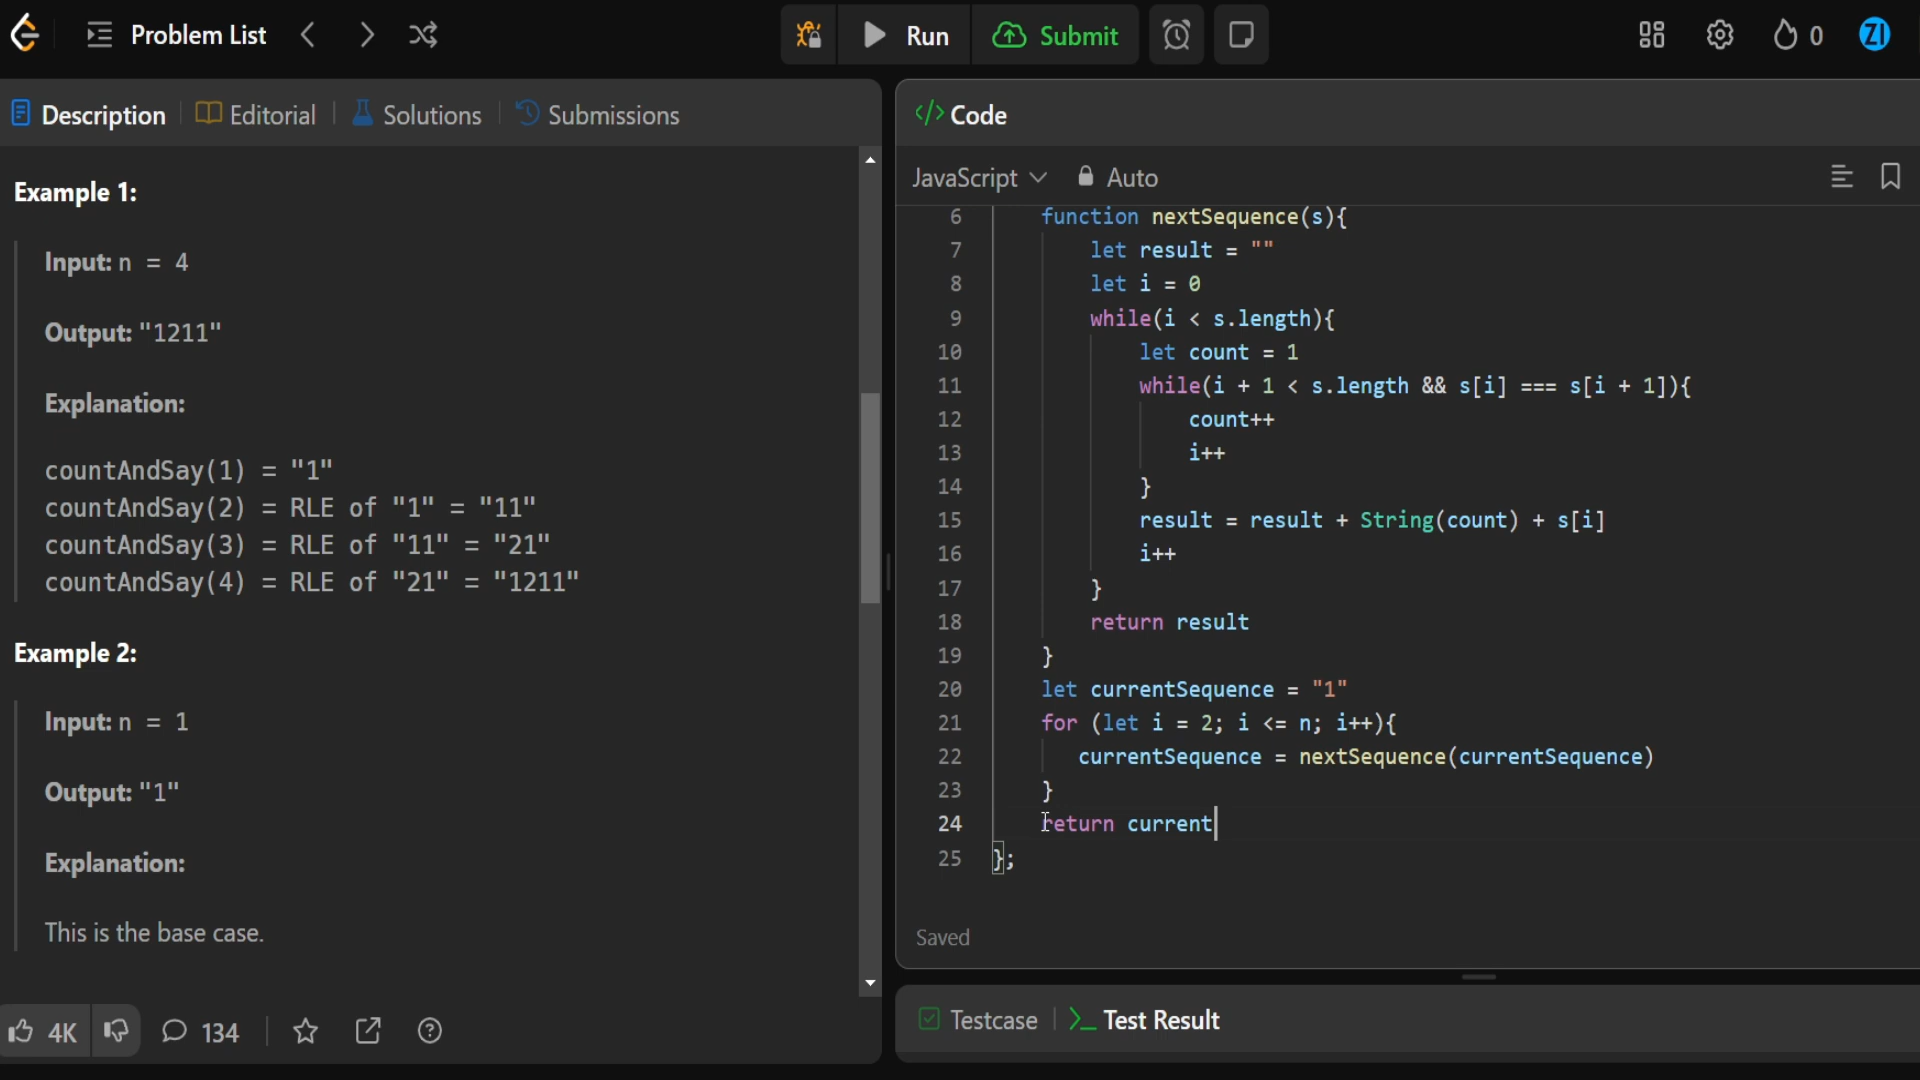 Problem List
Run
Submit
0
ZI
Description
Editorial
Solutions
Submissions
Example 1:
Input: n = 4
Output: "1211"
Explanation:
countAndSay(1) = "1"
countAndSay(2) = RLE of "1" = "11"
countAndSay(3) = RLE of "11" = "21"
countAndSay(4) = RLE of "21" = "1211"
Example 2:
Input: n = 1
Output: "1"
Explanation:
This is the base case.
4K
134
</> Code
JavaScript
Auto
6 function nextSequence(s){
7 let result = ""
8 let i = 0
9 while(i < s.length){
10 let count = 1
11 while(i + 1 < s.length && s[i] === s[i + 1]){
12 count++
13 i++
14 }
15 result = result + String(count) + s[i]
16 i++
17 }
18 return result
19 }
20 let currentSequence = "1"
21 for (let i = 2; i <= n; i++){
22 currentSequence = nextSequence(currentSequence)
23 }
24 return current
25 };
Saved
Testcase
Test Result